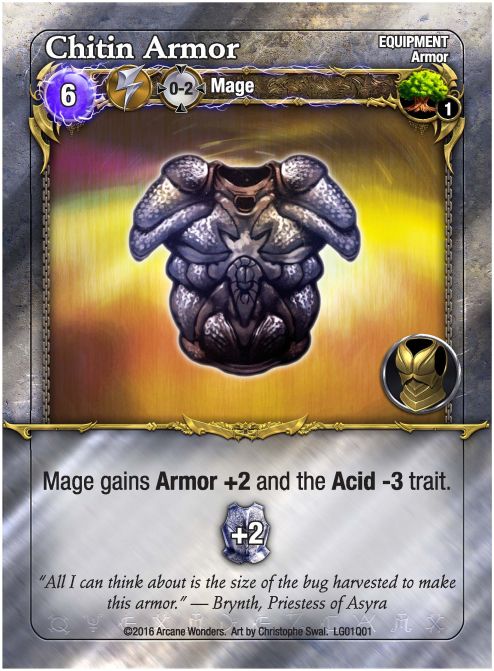 Chitin Armor
EQUIPMENT
Armor
6
0-2
Mage
1
Mage gains Armor +2 and the Acid -3 trait.
+2
"All I can think about is the size of the bug harvested to make
this armor." — Brynth, Priestess of Asyra
©2016 Arcane Wonders. Art by Christophe Swal. LG01Q01